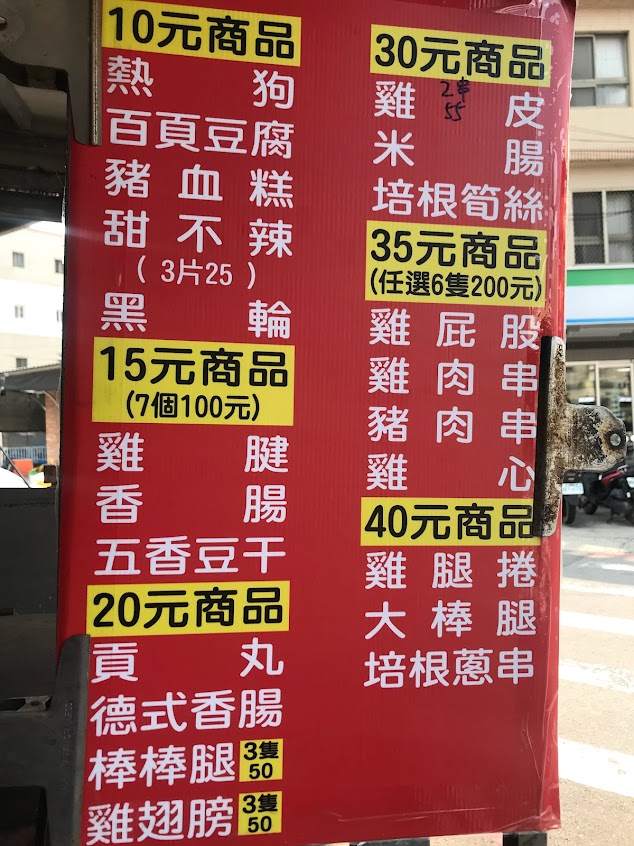 10元商品
熱狗
百頁豆腐
豬血糕
甜不辣
(3片25)
黑輪
15元商品
(7個100元)
雞腱
香腸
五香豆干
20元商品
貢丸
德式香腸
棒棒腿 3隻50
雞翅膀 3隻50
30元商品
雞皮 2串55
米腸
培根筍絲
35元商品
(任選6隻200元)
雞屁股
雞肉串
豬肉串
雞心
40元商品
雞腿捲
大棒腿
培根蔥串